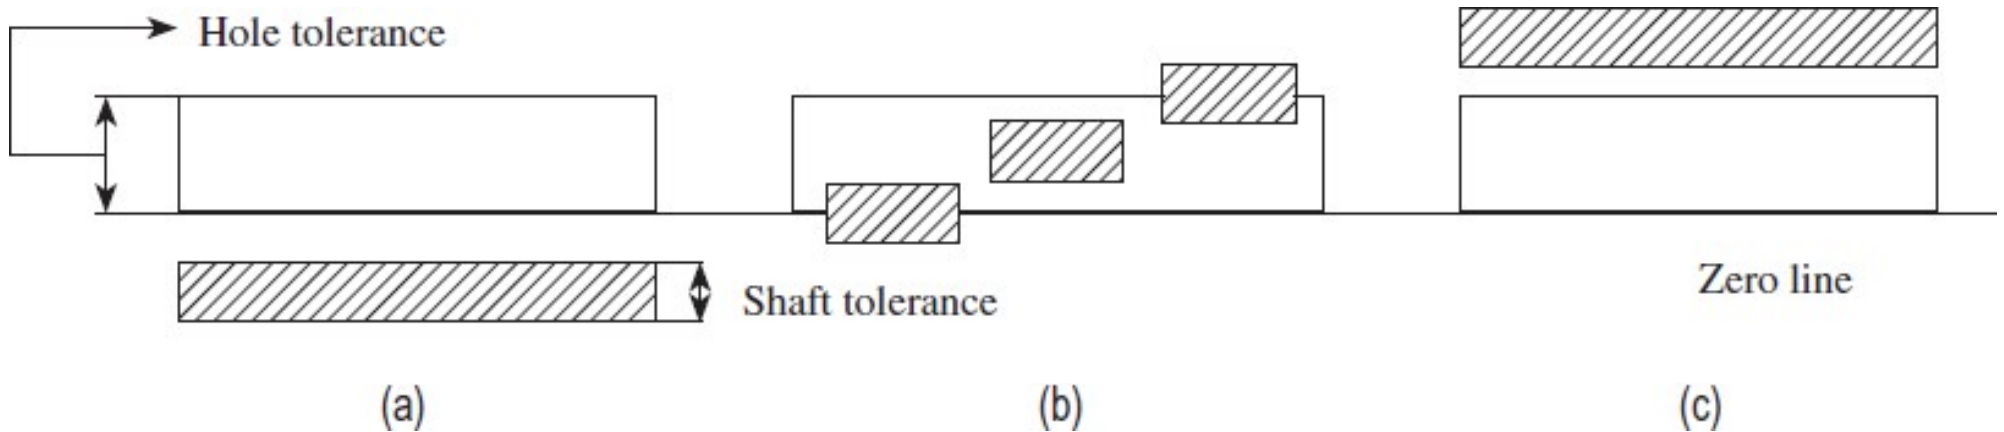 Hole tolerance
Zero line
Shaft tolerance
(a)
(b)
(c)